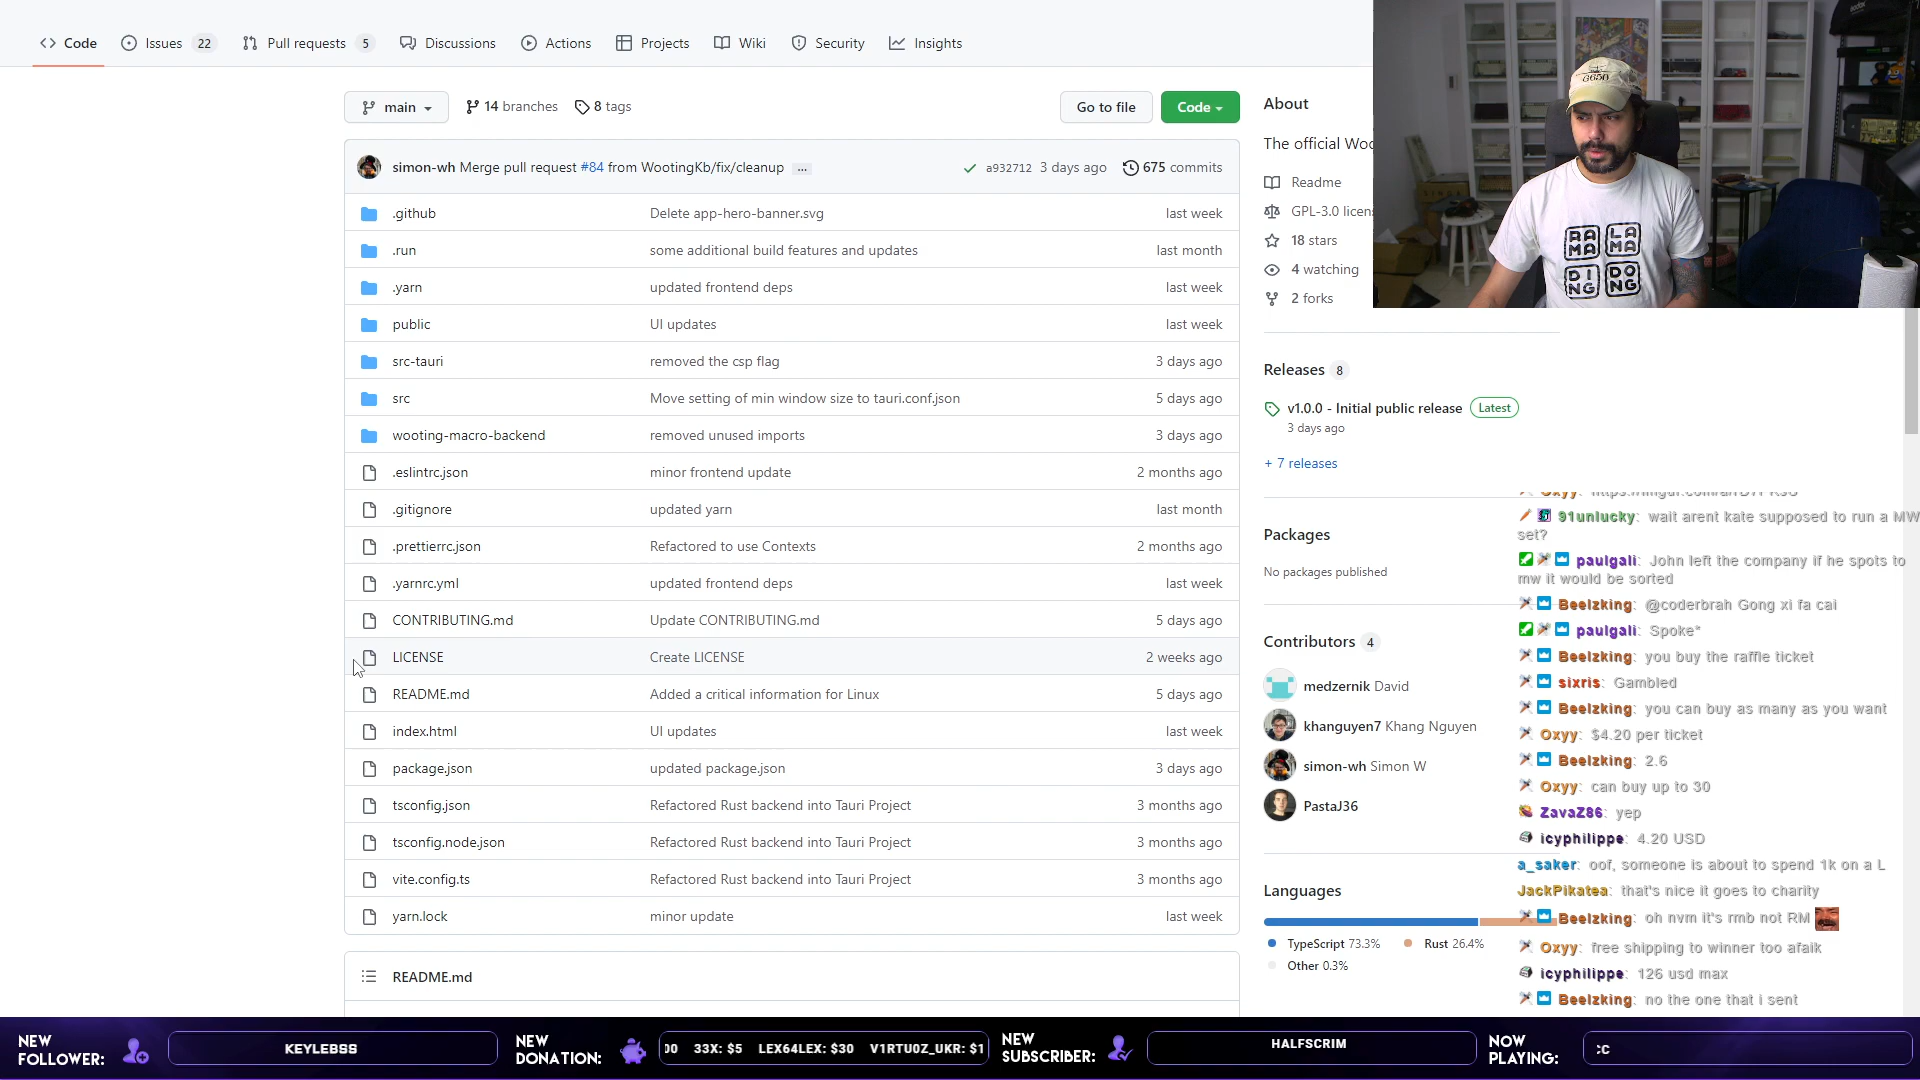 Code
Issues 22
Pull requests 5
Discussions
Actions
Projects
Wiki
Security
Insights
main
14 branches
8 tags
Go to file
Code
simon-wh Merge pull request #84 from WootingKb/fix/cleanup ...
a932712 3 days ago
675 commits
.github Delete app-hero-banner.svg last week
.run some additional build features and updates last month
.yarn updated frontend deps last week
public UI updates last week
src-tauri removed the csp flag 3 days ago
src Move setting of min window size to tauri.conf.json 5 days ago
wooting-macro-backend removed unused imports 3 days ago
.eslintrc.json minor frontend update 2 months ago
.gitignore updated yarn last month
.prettierrc.json Refactored to use Contexts 2 months ago
.yarnrc.yml updated frontend deps last week
CONTRIBUTING.md Update CONTRIBUTING.md 5 days ago
LICENSE Create LICENSE 2 weeks ago
README.md Added a critical information for Linux 5 days ago
index.html UI updates last week
package.json updated package.json 3 days ago
tsconfig.json Refactored Rust backend into Tauri Project 3 months ago
tsconfig.node.json Refactored Rust backend into Tauri Project 3 months ago
vite.config.ts Refactored Rust backend into Tauri Project 3 months ago
yarn.lock minor update last week
README.md
About
The official
Readme
GPL-3.0
18 stars
4 watching
2 forks
Releases 8
v1.0.0 - Initial public release Latest
3 days ago
+ 7 releases
Packages
No packages published
Contributors 4
medzernik David
khanguyen7 Khang Nguyen
simon-wh Simon W
PastaJ36
Languages
TypeScript 73.3%
Rust 26.4%
Other 0.3%
RA LA
MA MA
DI DO
NG NG
91unlucky: wait arent kate supposed to run a MW
set?
paulgali: John left the company if he spots to
mw it would be sorted
Beelzking: @coderbrah Gong xi fa cai
paulgali: Spoke*
Beelzking: you buy the raffle ticket
sixris: Gambled
Beelzking: you can buy as many as you want
Oxyy: $4.20 per ticket
Beelzking: 2.6
Oxyy: can buy up to 30
ZavaZ86: yep
icyphilippe: 4.20 USD
a_saker: oof, someone is about to spend 1k on a L
JackPikatea: that's nice it goes to charity
Beelzking: oh nvm it's rmb not RM
Oxyy: free shipping to winner too afaik
icyphilippe: 126 usd max
Beelzking: no the one that i sent
NEW
FOLLOWER:
KEYLEBSS
NEW
DONATION:
33X: $5 LEX64LEX: $30 V1RTU0Z_UKR: $1
NEW
SUBSCRIBER:
HALFSCRIM
NOW
PLAYING: